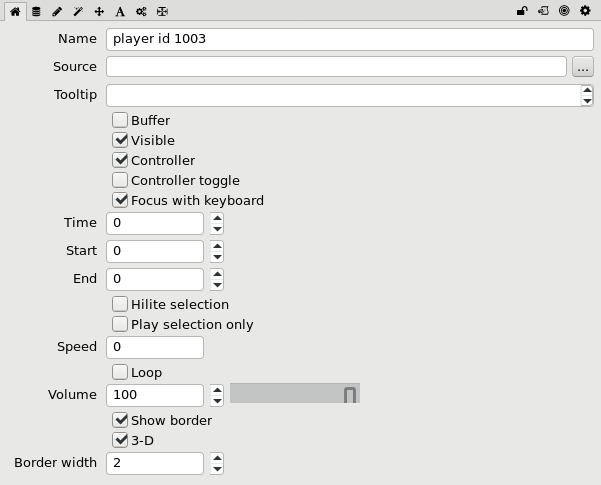 Name player id 1003
Source ...
Tooltip
Buffer
Visible
Controller
Controller toggle
Focus with keyboard
Time 0
Start 0
End 0
Hilite selection
Play selection only
Speed 0
Loop
Volume 100
Show border
3-D
Border width 2